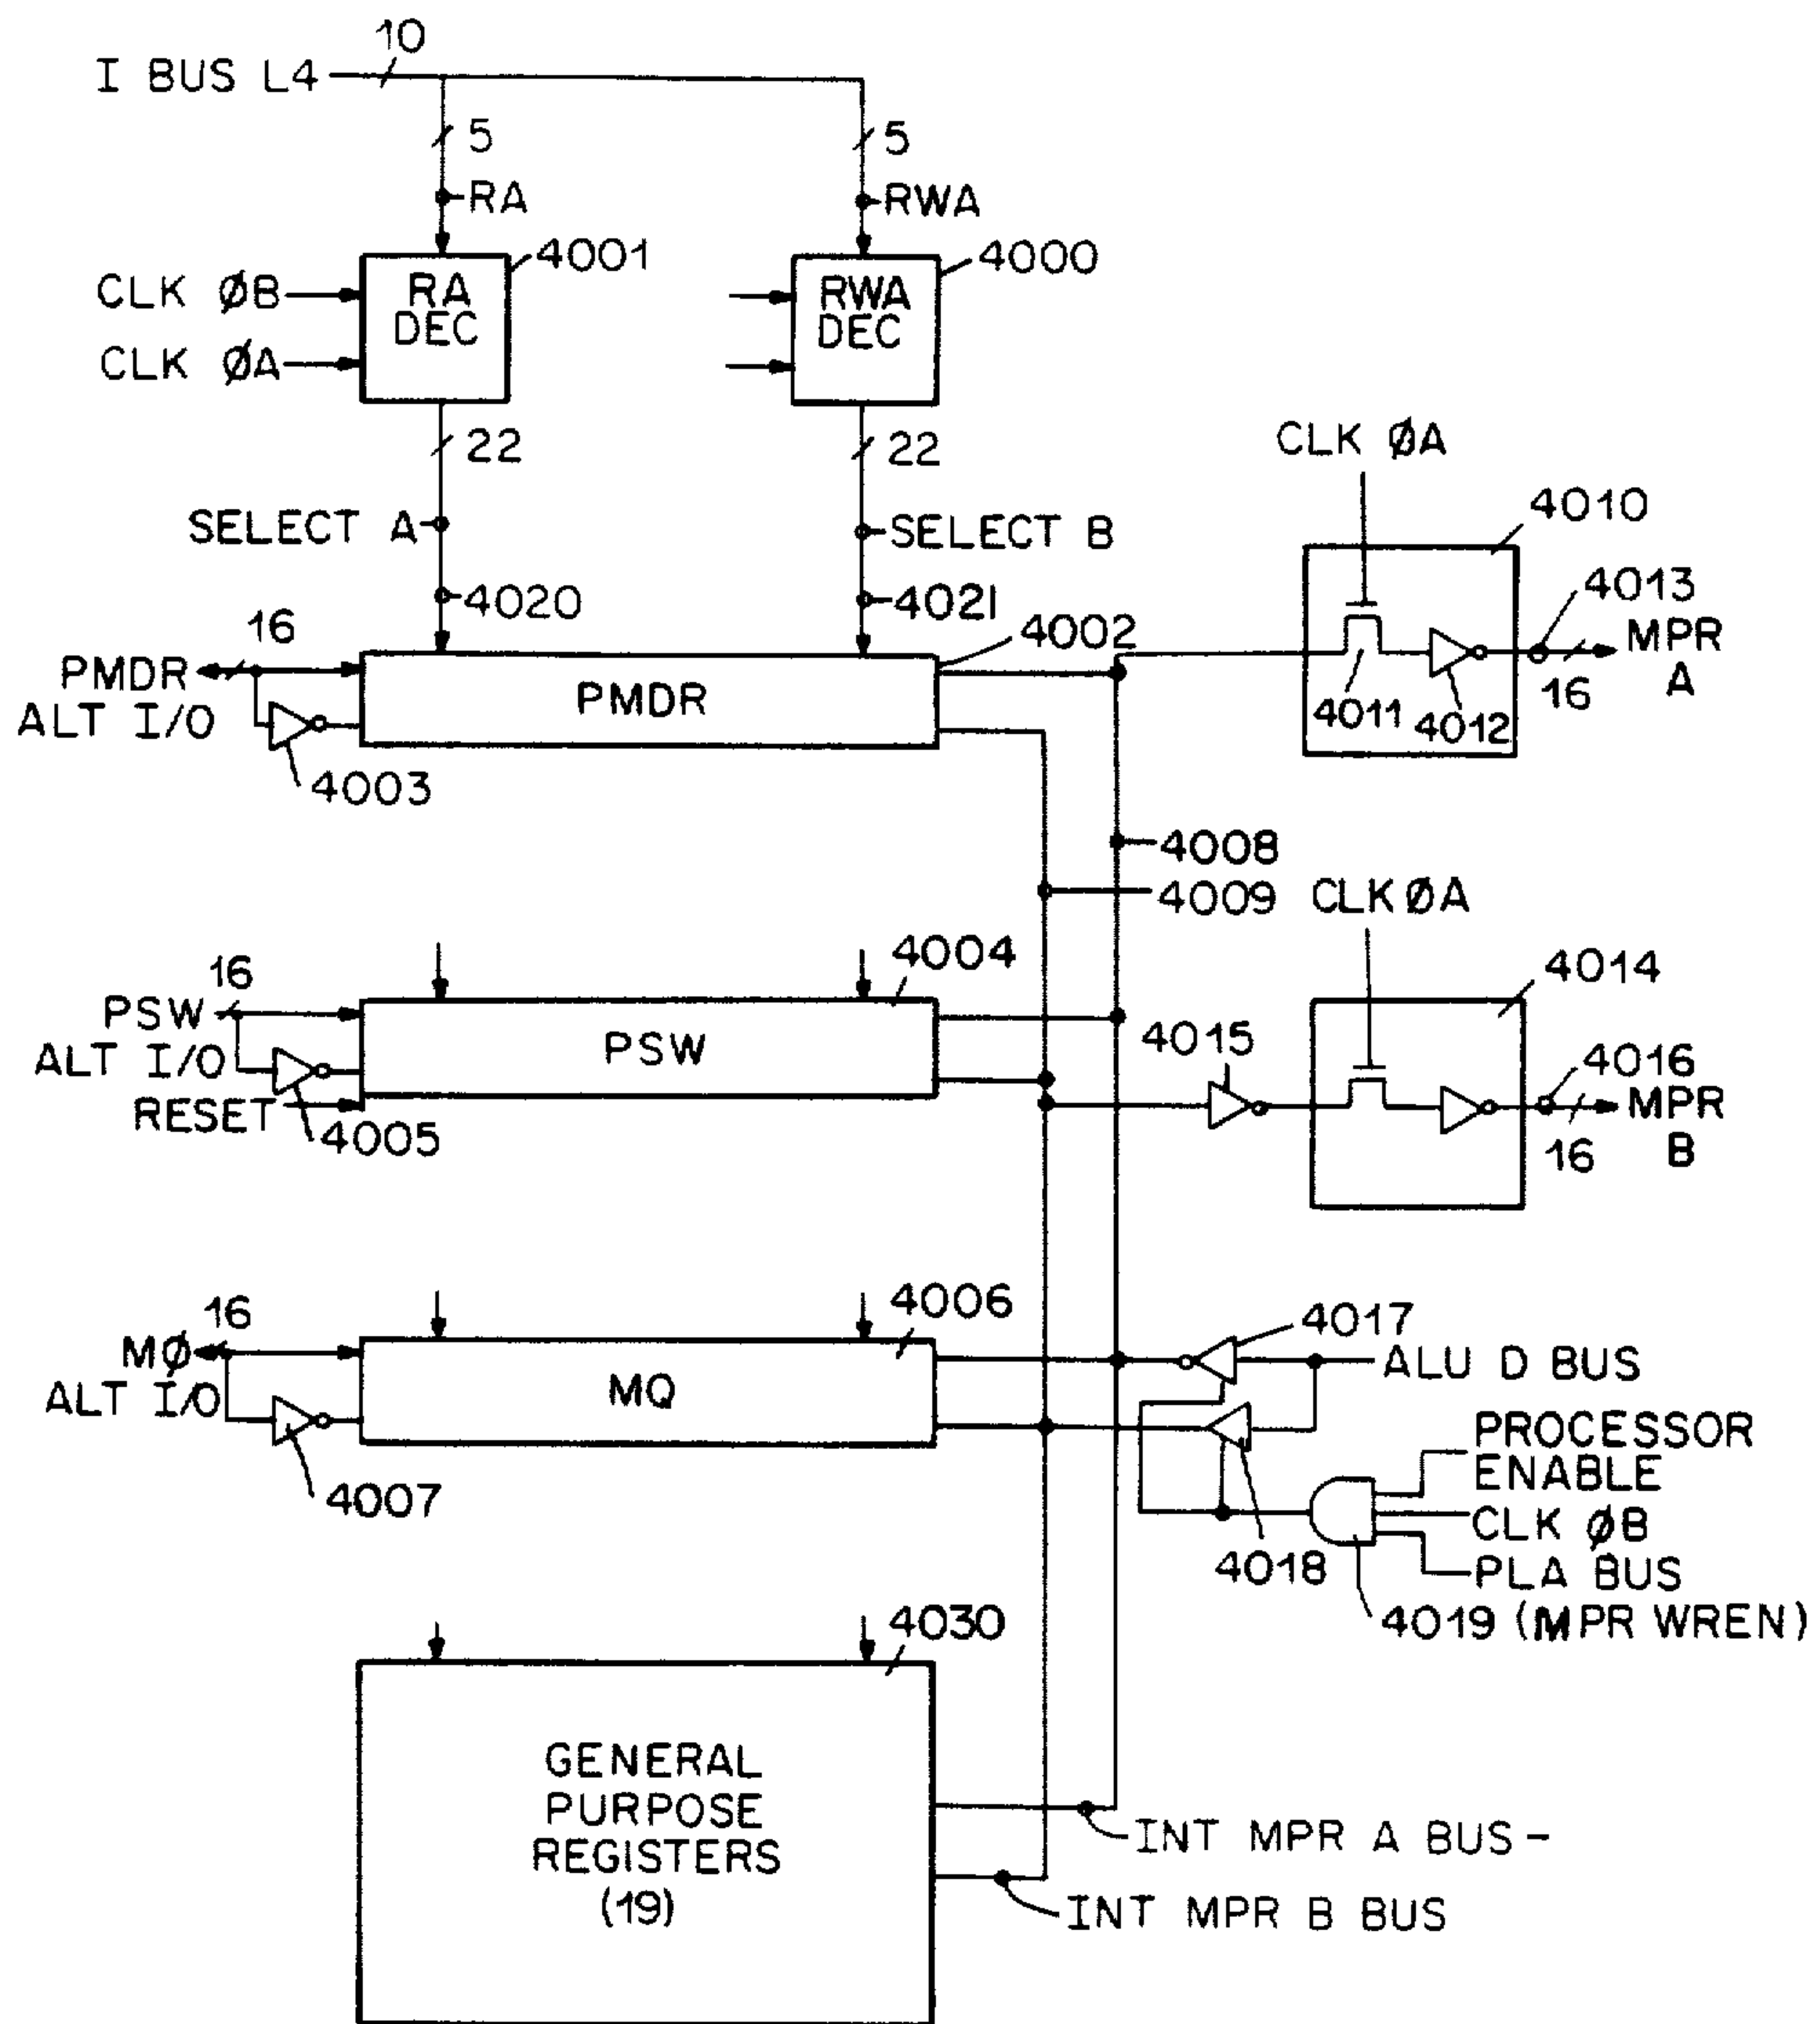 10
I BUS L4
5
5
RA
RWA
4001
4000
CLK ØB
RA
DEC
RWA
DEC
CLK ØA
22
22
CLK ØA
SELECT A
SELECT B
4010
4020
4021
4013
16
4002
MPR
A
PMDR
ALT I/O
PMDR
4011
4012
16
4003
4008
4009
CLK ØA
16
4004
4014
PSW
ALT I/O
PSW
4015
4016
RESET
4005
MPR
B
16
16
4006
4017
MØ
ALT I/O
MQ
ALU D BUS
PROCESSOR
ENABLE
4007
CLK ØB
4018
PLA BUS
4019 (MPR WREN)
4030
GENERAL
PURPOSE
REGISTERS
(19)
INT MPR A BUS-
INT MPR B BUS